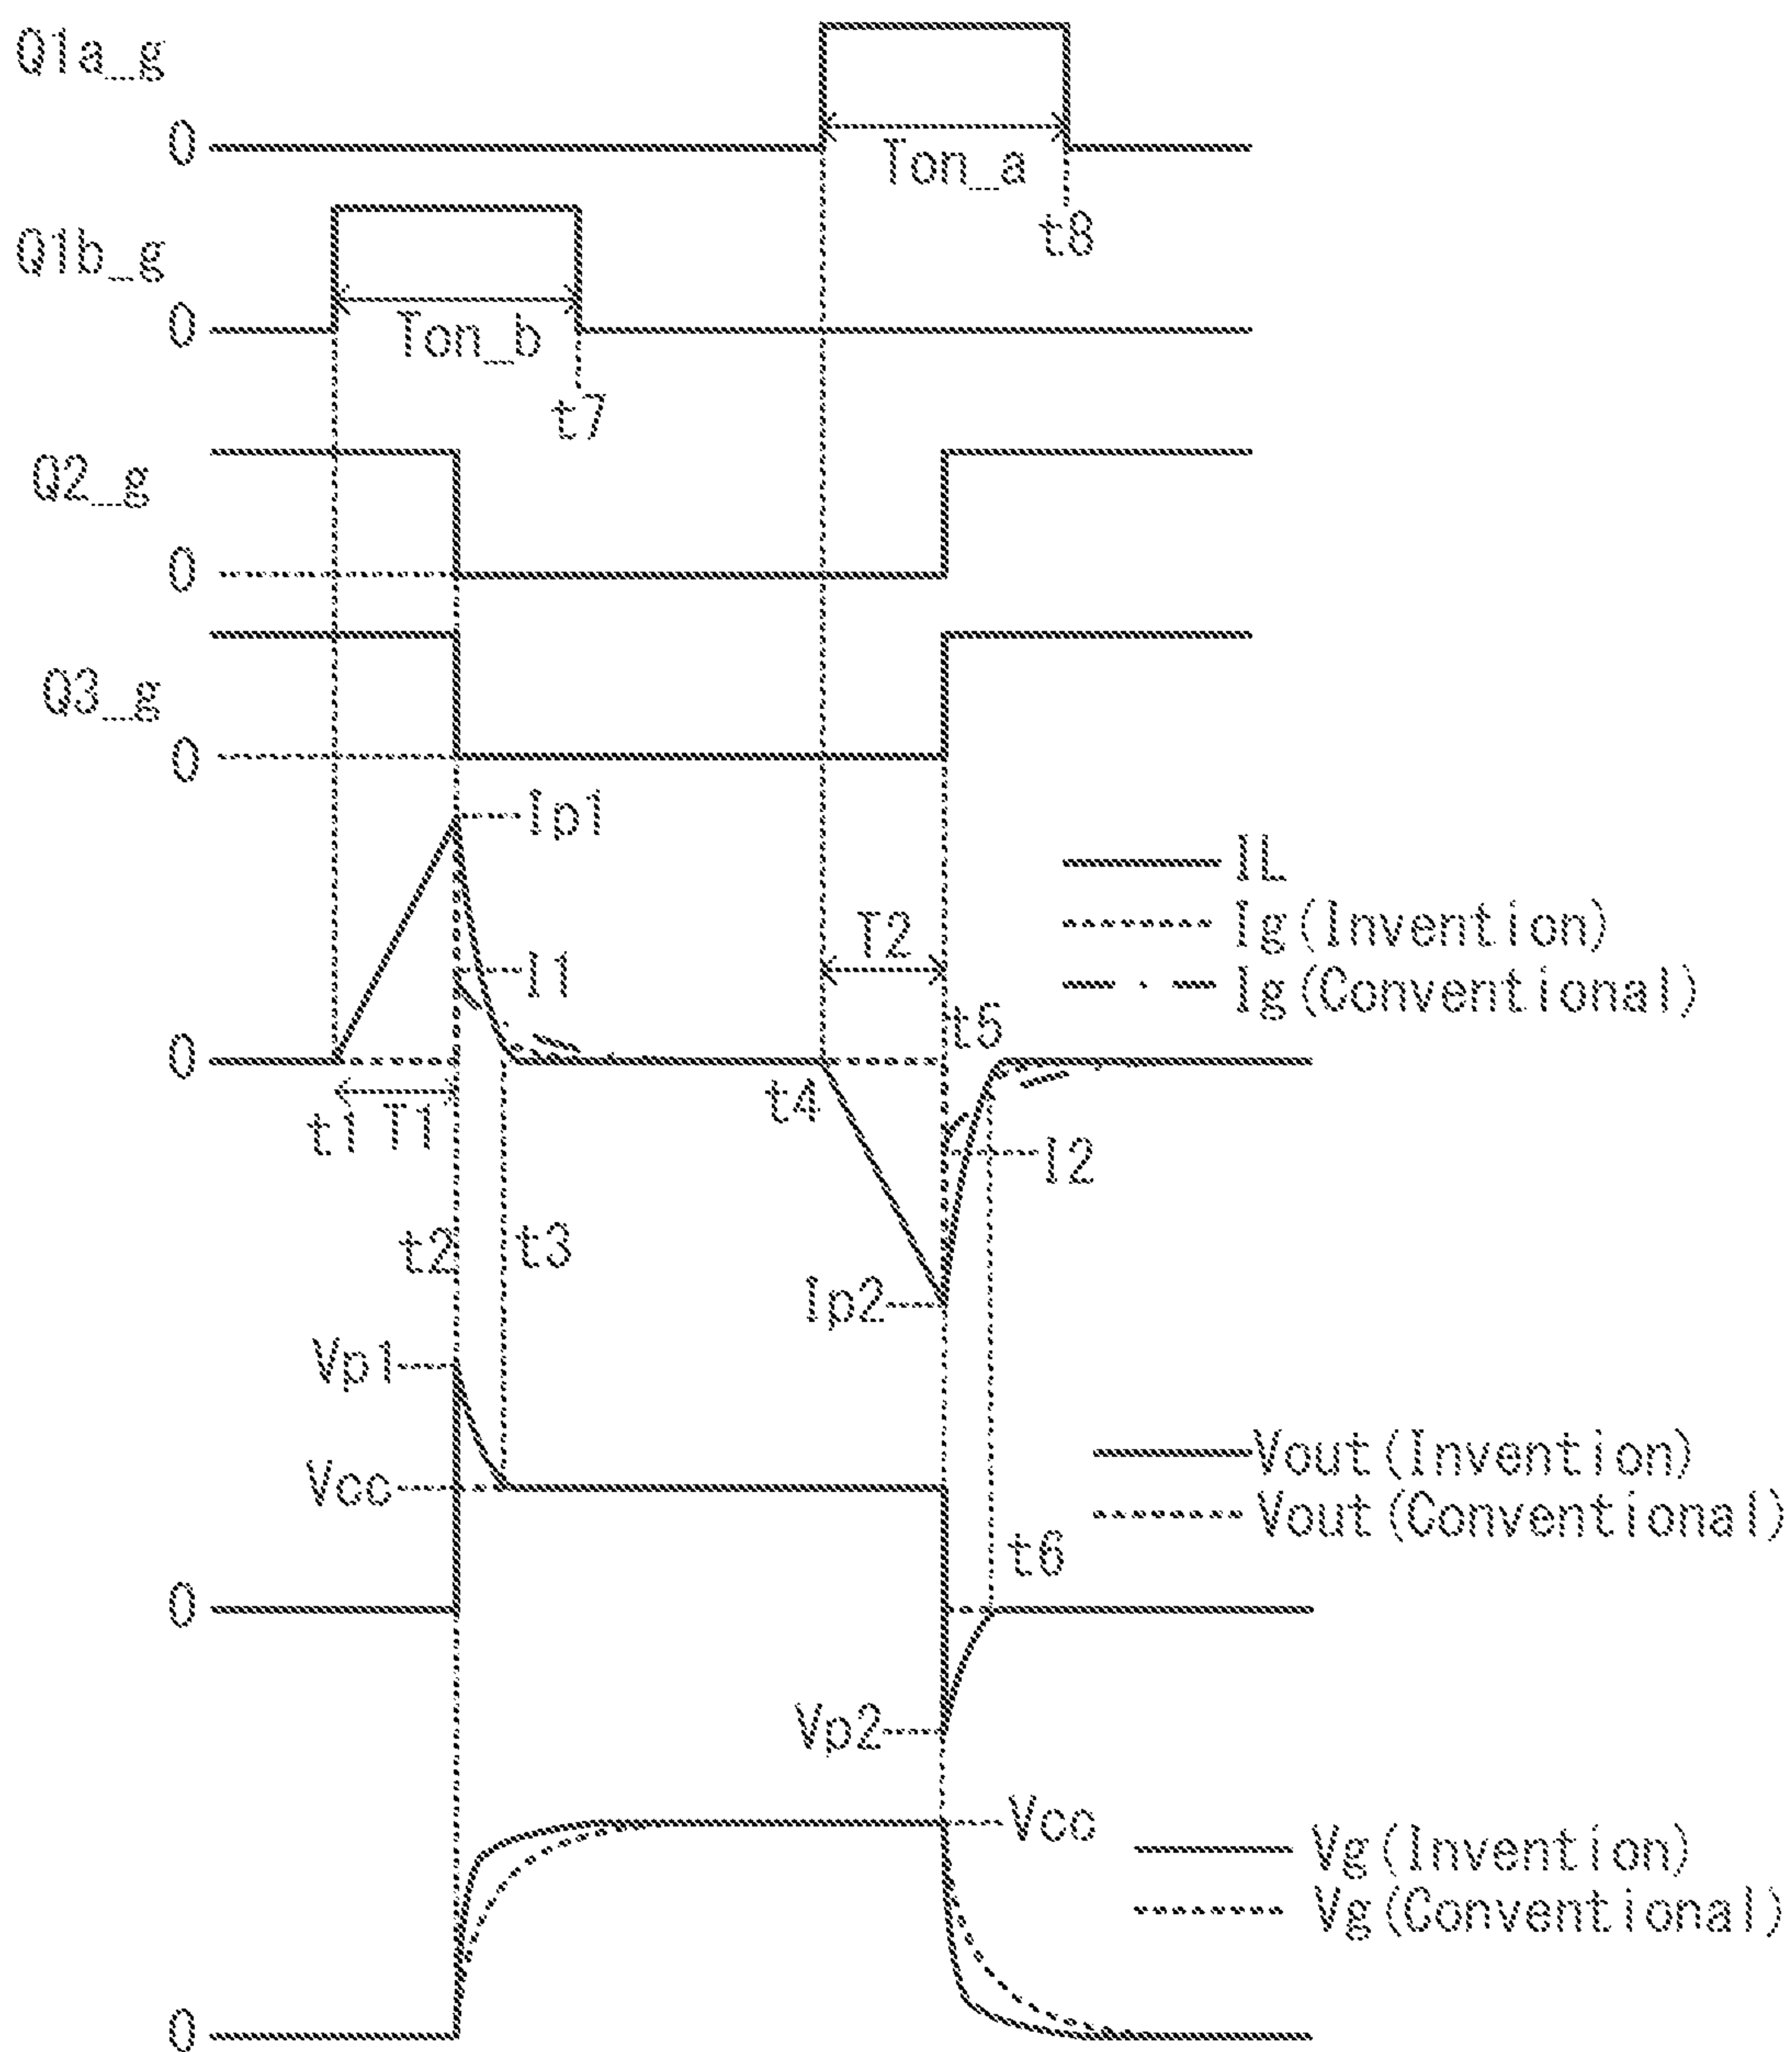 Q1a_g
0
Ton_a
t8
Q1b_g
0
Ton_b
t7
Q2_g
0
Q3_g
0
Ip1
IL
Ig(Invention)
Ig(Conventional)
T2
I1
t5
0
t4
t1 T1
I2
t2
t3
Ip2
Vp1
Vcc
Vout(Invention)
Vout(Conventional)
t6
0
Vp2
Vcc
Vg(Invention)
Vg(Conventional)
0